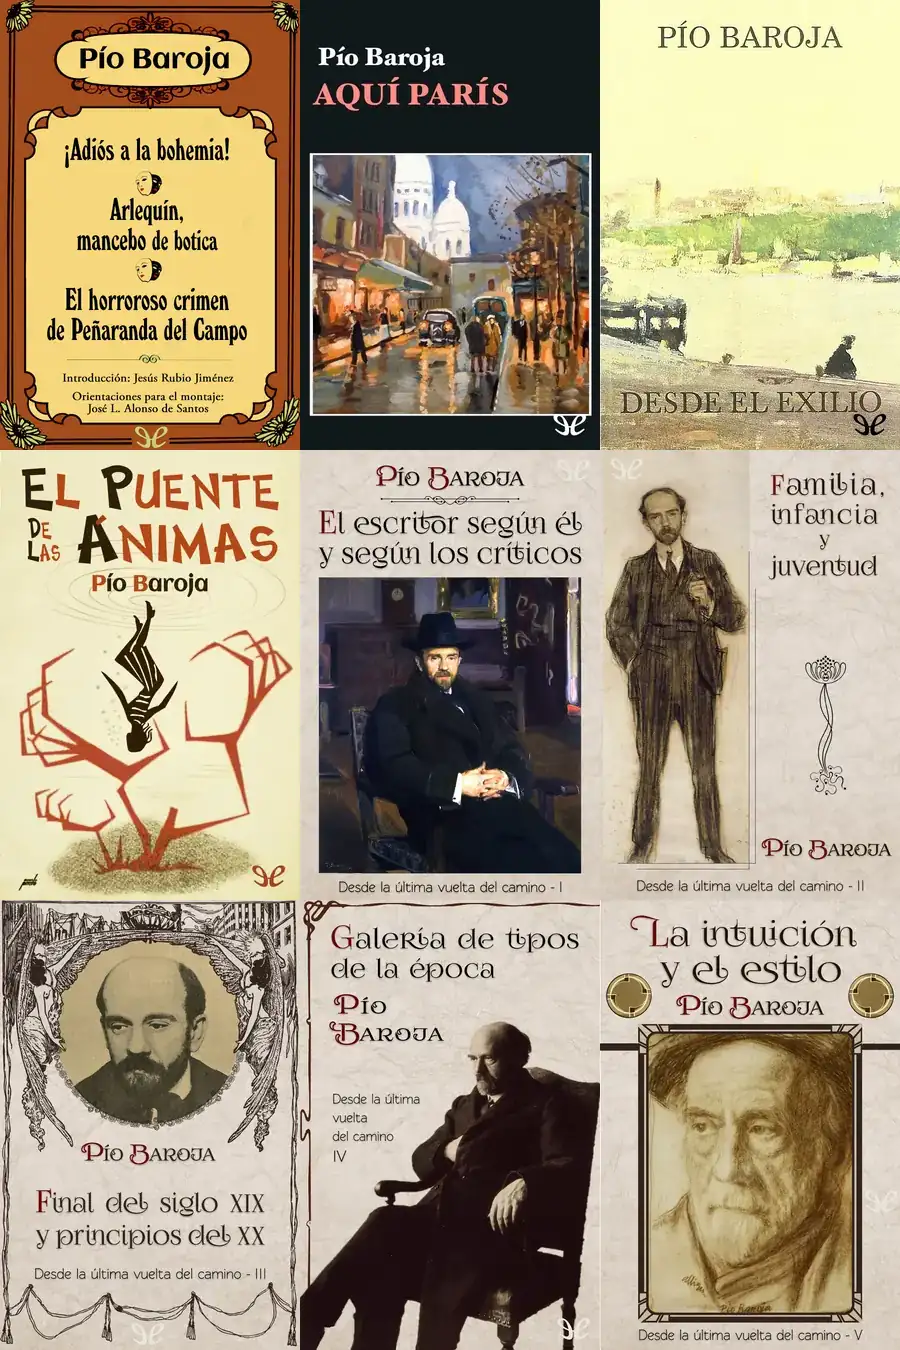 Pío Baroja
¡Adiós a la bohemia!
Arlequín,
mancebo de botica
El horroroso crimen
de Peñaranda del Campo
Introducción: Jesús Rubio Jiménez
Orientaciones para el montaje:
José L. Alonso de Santos
Pío Baroja
AQUÍ PARÍS
PÍO BAROJA
DESDE EL EXILIO
EL PUENTE
DE LAS ÁNIMAS
Pío Baroja
Pío Baroja
El escritor según él
y según los críticos
Desde la última vuelta del camino - I
Familia,
infancia
y
juventud
Pío Baroja
Desde la última vuelta del camino - II
Pío Baroja
Final del siglo XIX
y principios del XX
Desde la última vuelta del camino - III
Galería de tipos
de la época
Pío
Baroja
Desde la última
vuelta
del camino
IV
La intuición
y el estilo
Pío Baroja
Pío Baroja
Desde la última vuelta del camino - V